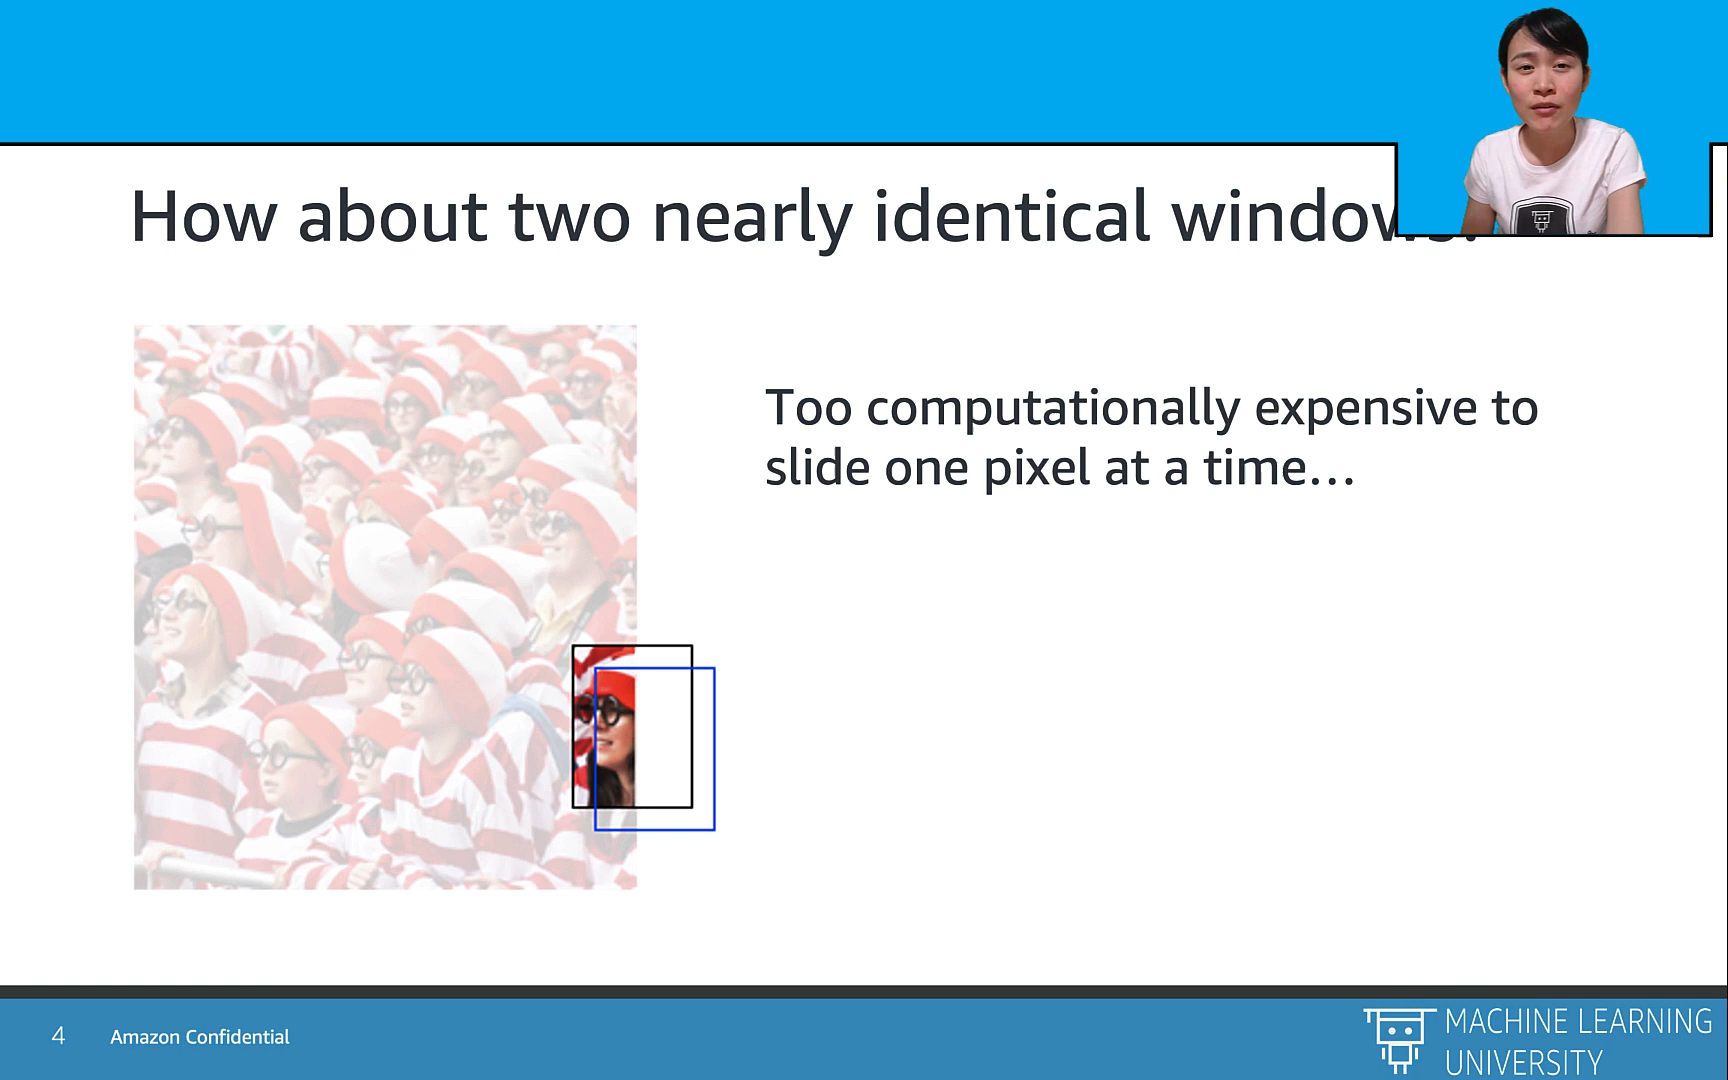 How about two nearly identical windows?
Too computationally expensive to
slide one pixel at a time…
4
Amazon Confidential
MACHINE LEARNING
UNIVERSITY